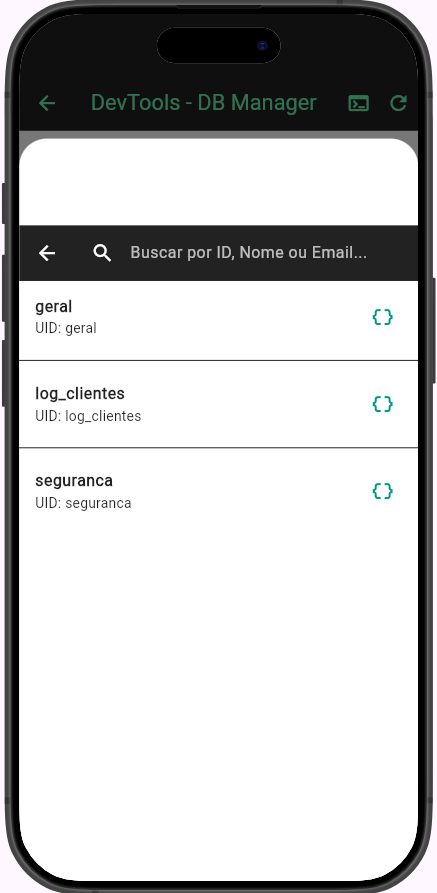 DevTools - DB Manager
Buscar por ID, Nome ou Email...
geral
UID: geral
log_clientes
UID: log_clientes
seguranca
UID: seguranca